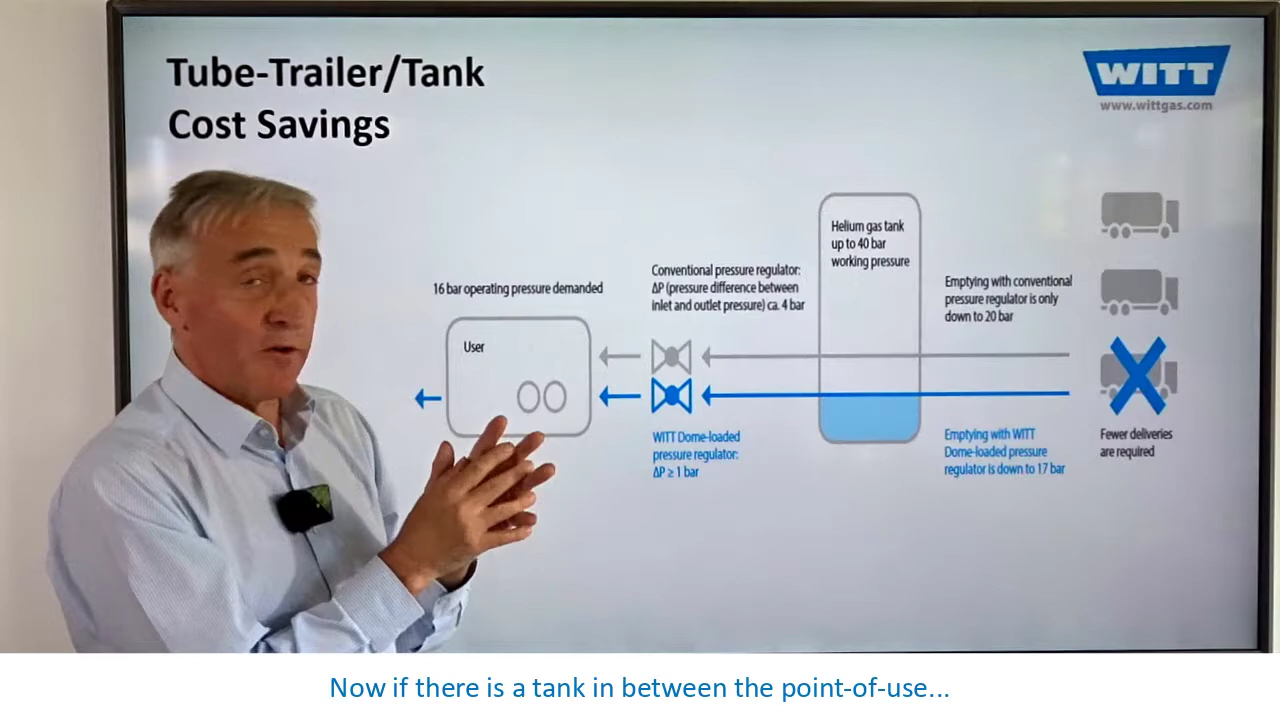 Tube-Trailer/Tank
Cost Savings
WITT
www.wittgas.com
Helium gas tank
up to 40 bar
working pressure
Conventional pressure regulator:
ΔP (pressure difference between
inlet and outlet pressure) ca. 4 bar
Emptying with conventional
pressure regulator is only
down to 20 bar
16 bar operating pressure demanded
User
WITT Dome-loaded
pressure regulator:
ΔP ≥ 1 bar
Emptying with WITT
Dome-loaded pressure
regulator is down to 17 bar
Fewer deliveries
are required
Now if there is a tank in between the point-of-use...